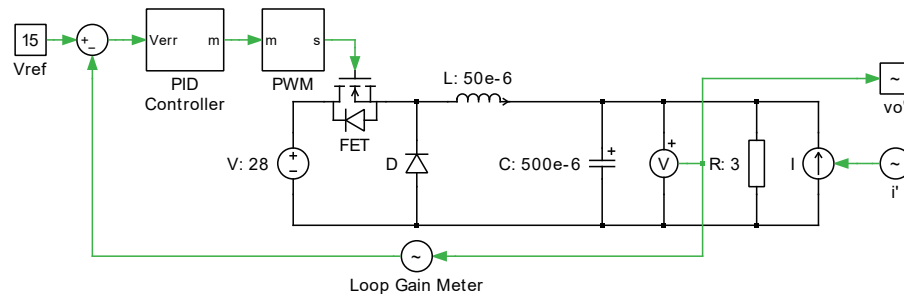 15
Vref
+
−
Verr
m
PID
Controller
m
s
PWM
FET
V: 28
+
−
D
L: 50e-6
C: 500e-6
+
+
V
R: 3
I
~
vo'
~
i'
~
Loop Gain Meter